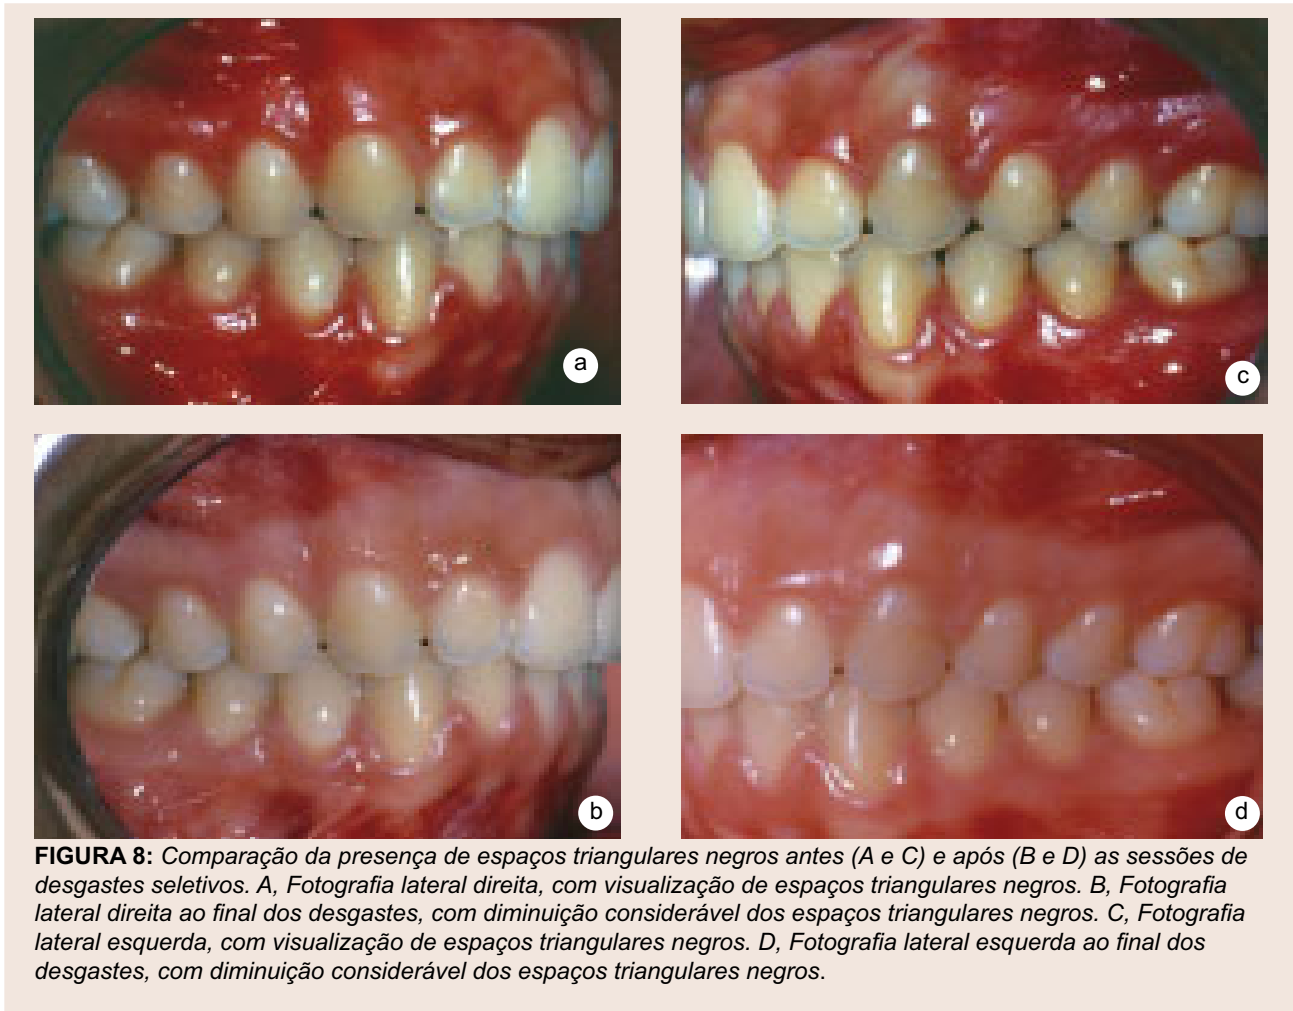 a
c
b
d
FIGURA 8: Comparação da presença de espaços triangulares negros antes (A e C) e após (B e D) as sessões de
desgastes seletivos. A, Fotografia lateral direita, com visualização de espaços triangulares negros. B, Fotografia
lateral direita ao final dos desgastes, com diminuição considerável dos espaços triangulares negros. C, Fotografia
lateral esquerda, com visualização de espaços triangulares negros. D, Fotografia lateral esquerda ao final dos
desgastes, com diminuição considerável dos espaços triangulares negros.